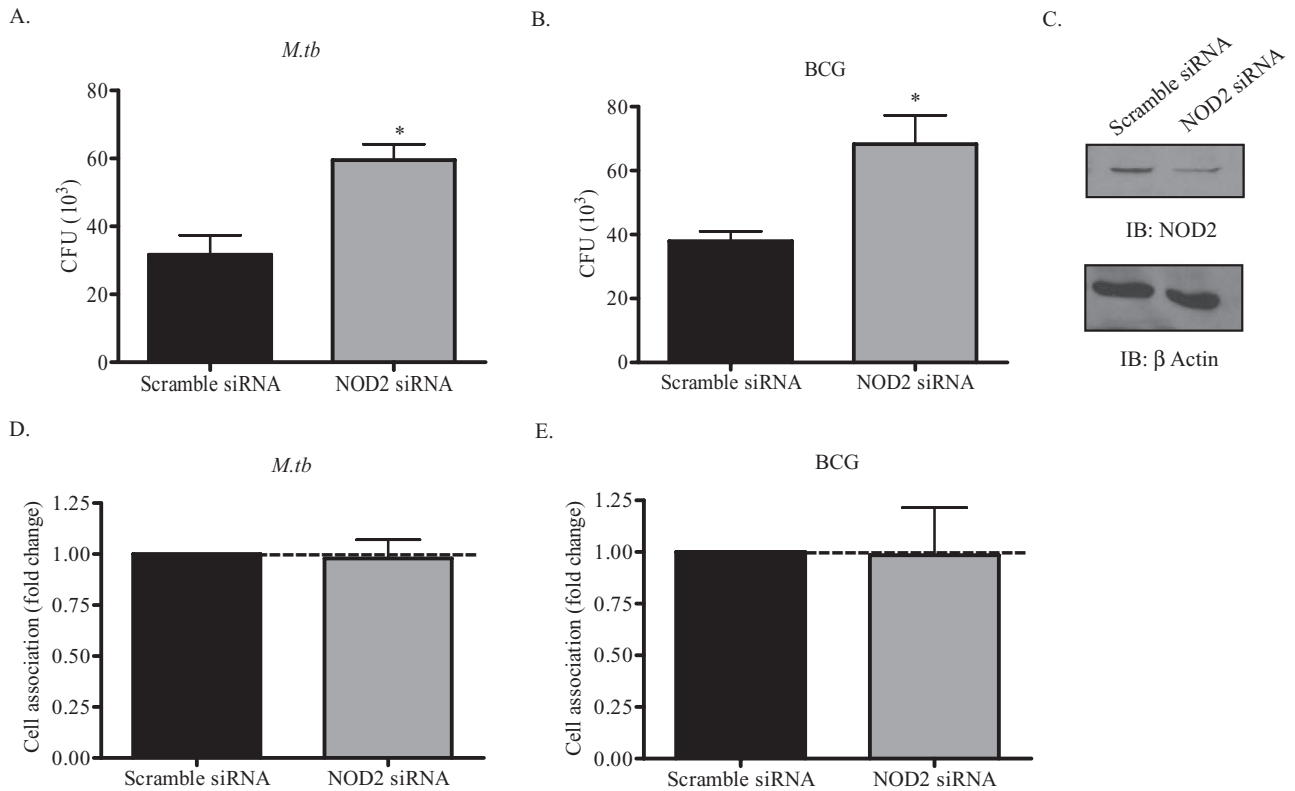 A.
M.tb
CFU (10³)
80
60
40
20
0
*
Scramble siRNA
NOD2 siRNA
B.
BCG
CFU (10³)
80
60
40
20
0
*
Scramble siRNA
NOD2 siRNA
C.
Scramble siRNA
NOD2 siRNA
IB: NOD2
IB: β Actin
D.
M.tb
Cell association (fold change)
1.25
1.00
0.75
0.50
0.25
0.00
Scramble siRNA
NOD2 siRNA
E.
BCG
Cell association (fold change)
1.25
1.00
0.75
0.50
0.25
0.00
Scramble siRNA
NOD2 siRNA